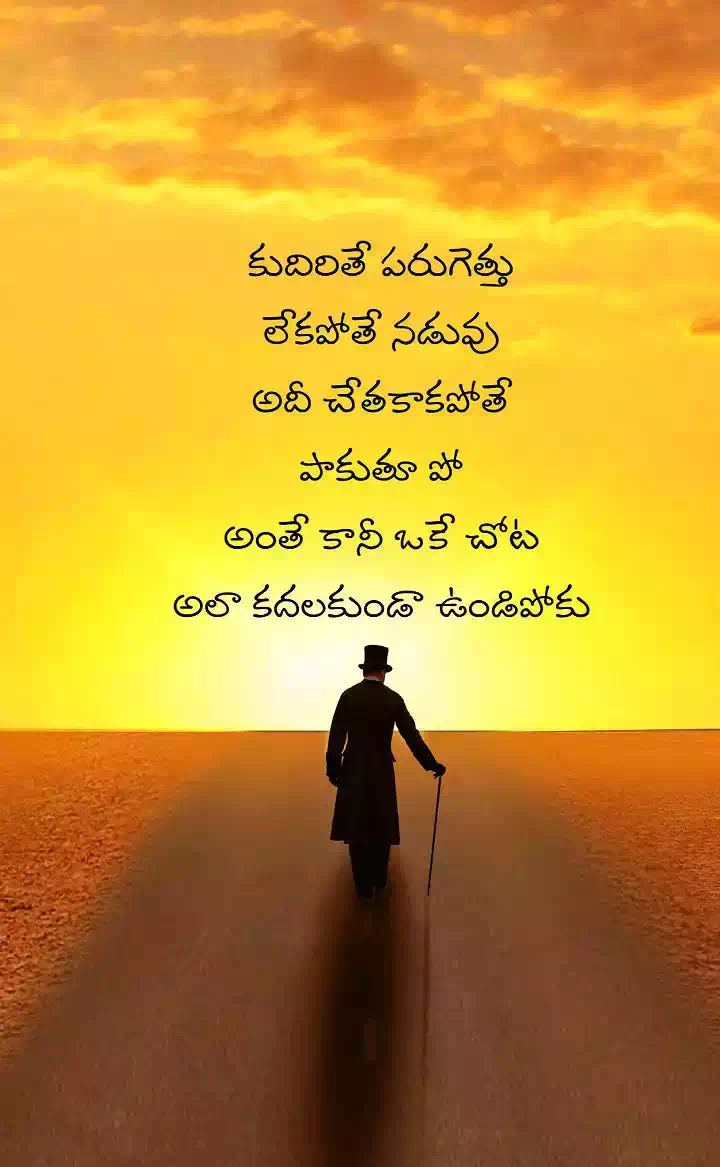 కుదిరితే పరుగెత్తు
లేకపోతే నడువు
అదీ చేతకాకపోతే
పాకుతూ పో
అంతే కానీ ఒకే చోట
అలా కదలకుండా ఉండిపోకు